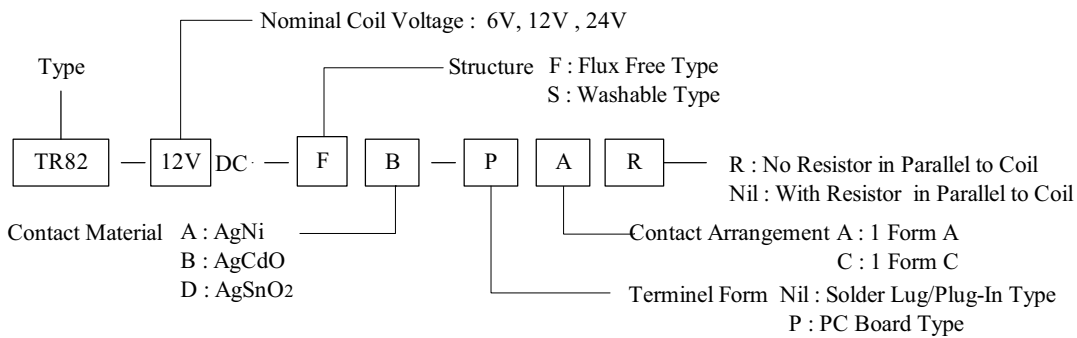 Nominal Coil Voltage : 6V, 12V , 24V
Type
Structure F : Flux Free Type
S : Washable Type
TR82 — 12V DC — F B — P A R
R : No Resistor in Parallel to Coil
Nil : With Resistor in Parallel to Coil
Contact Material A : AgNi
B : AgCdO
D : AgSnO2
Contact Arrangement A : 1 Form A
C : 1 Form C
Terminel Form Nil : Solder Lug/Plug-In Type
P : PC Board Type